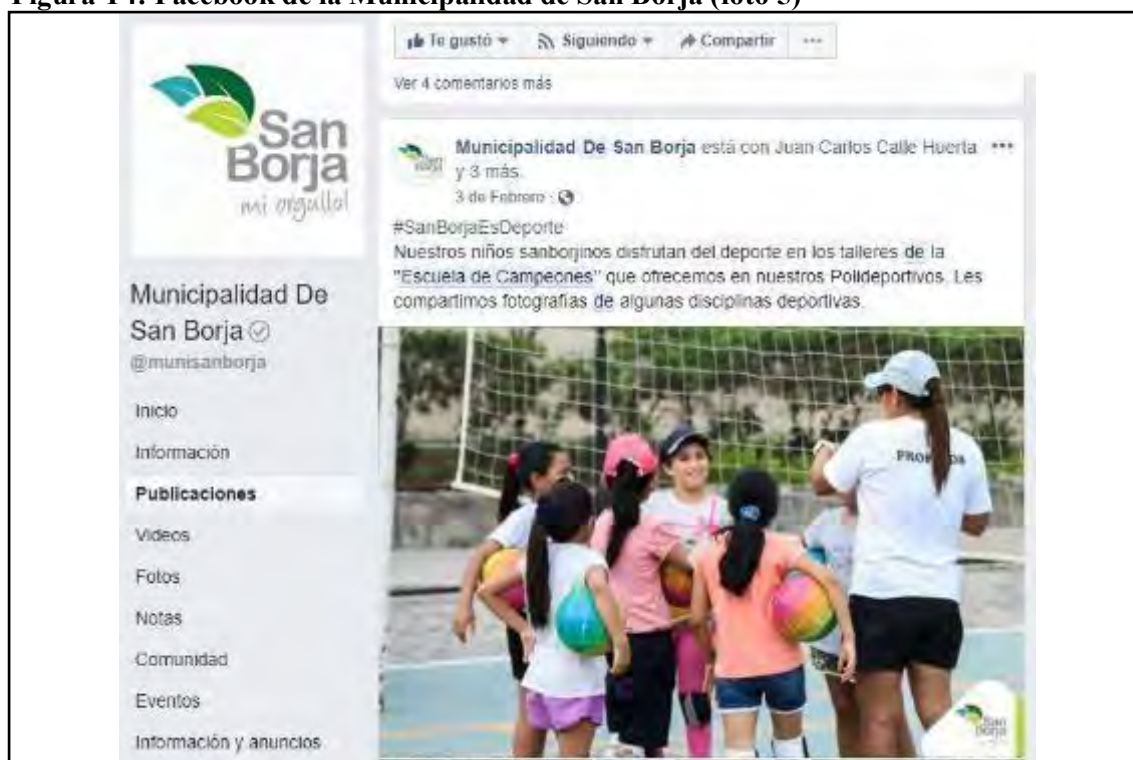 Figura 14: Facebook de la Municipalidad de San Borja (foto 3)
Te gustó
Siguiendo
Compartir
Ver 4 comentarios más
San
Borja
mi orgullo!
Municipalidad De
San Borja
@munisanborja
Inicio
Información
Publicaciones
Videos
Fotos
Notas
Comunidad
Eventos
Información y anuncios
Municipalidad De San Borja está con Juan Carlos Calle Huerta
y 3 más.
3 de Febrero
#SanBorjaEsDeporte
Nuestros niños sanborjinos disfrutan del deporte en los talleres de la
"Escuela de Campeones" que ofrecemos en nuestros Polideportivos. Les
compartimos fotografías de algunas disciplinas deportivas.
San
Borja